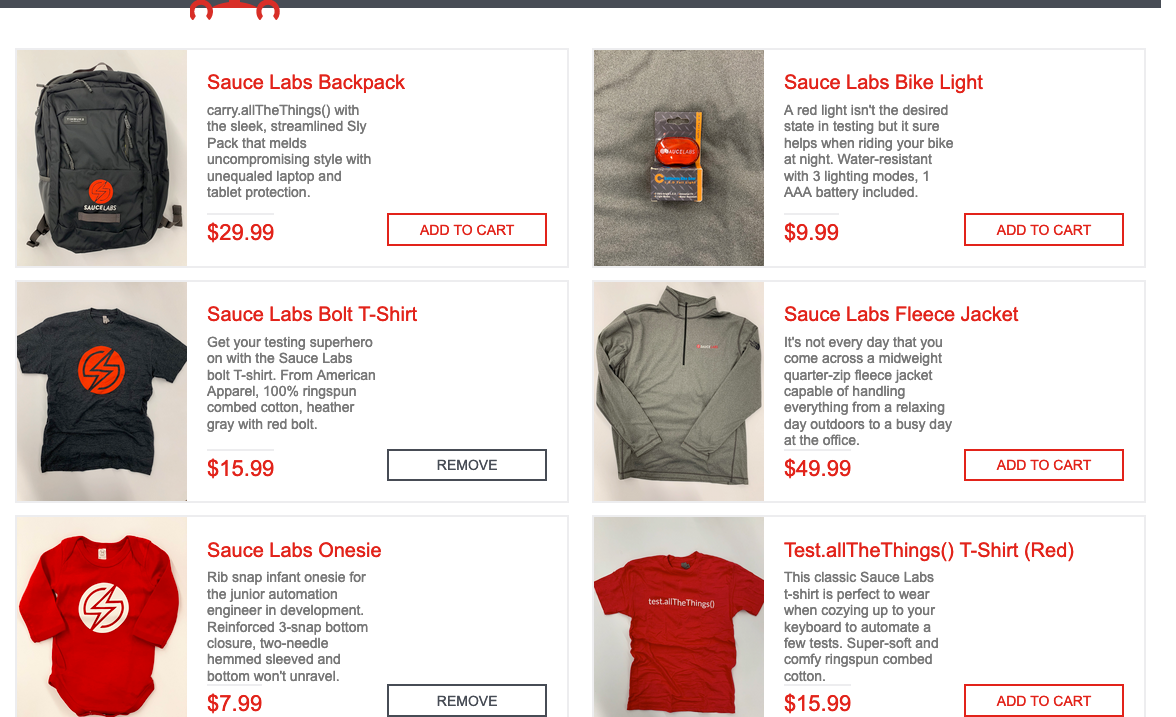 Sauce Labs Backpack
carry.allTheThings() with
the sleek, streamlined Sly
Pack that melds
uncompromising style with
unequaled laptop and
tablet protection.
$29.99
ADD TO CART
SAUCELABS
Sauce Labs Bike Light
A red light isn't the desired
state in testing but it sure
helps when riding your bike
at night. Water-resistant
with 3 lighting modes, 1
AAA battery included.
$9.99
ADD TO CART
SAUCELABS
Sauce Labs Bolt T-Shirt
Get your testing superhero
on with the Sauce Labs
bolt T-shirt. From American
Apparel, 100% ringspun
combed cotton, heather
gray with red bolt.
$15.99
REMOVE
Sauce Labs Fleece Jacket
It's not every day that you
come across a midweight
quarter-zip fleece jacket
capable of handling
everything from a relaxing
day outdoors to a busy day
at the office.
$49.99
ADD TO CART
Sauce Labs Onesie
Rib snap infant onesie for
the junior automation
engineer in development.
Reinforced 3-snap bottom
closure, two-needle
hemmed sleeved and
bottom won't unravel.
$7.99
REMOVE
Test.allTheThings() T-Shirt (Red)
This classic Sauce Labs
t-shirt is perfect to wear
when cozying up to your
keyboard to automate a
few tests. Super-soft and
comfy ringspun combed
cotton.
$15.99
ADD TO CART
test.allTheThings()